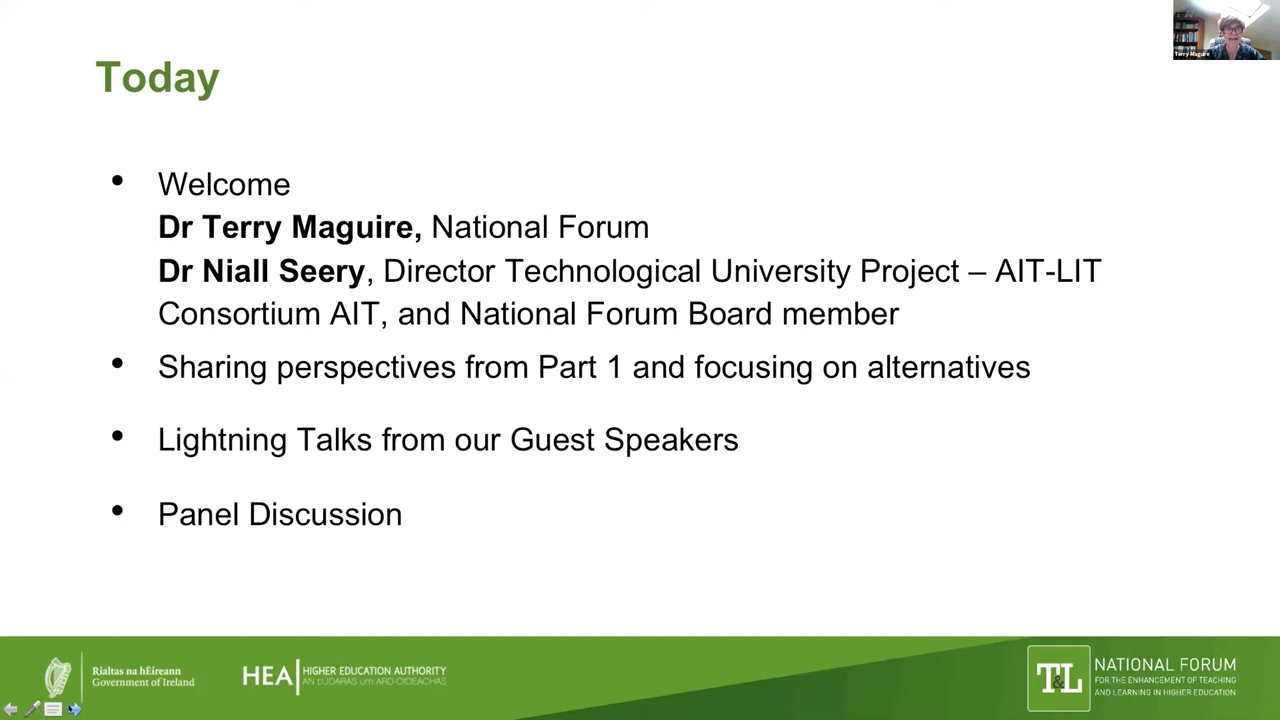 Terry Maguire
Today
• Welcome
Dr Terry Maguire, National Forum
Dr Niall Seery, Director Technological University Project – AIT-LIT
Consortium AIT, and National Forum Board member
• Sharing perspectives from Part 1 and focusing on alternatives
• Lightning Talks from our Guest Speakers
• Panel Discussion
Rialtas na hÉireann
Government of Ireland
HEA
HIGHER EDUCATION AUTHORITY
AN tÚDARÁS um ARD-OIDEACHAS
T&L
NATIONAL FORUM
FOR THE ENHANCEMENT OF TEACHING
AND LEARNING IN HIGHER EDUCATION